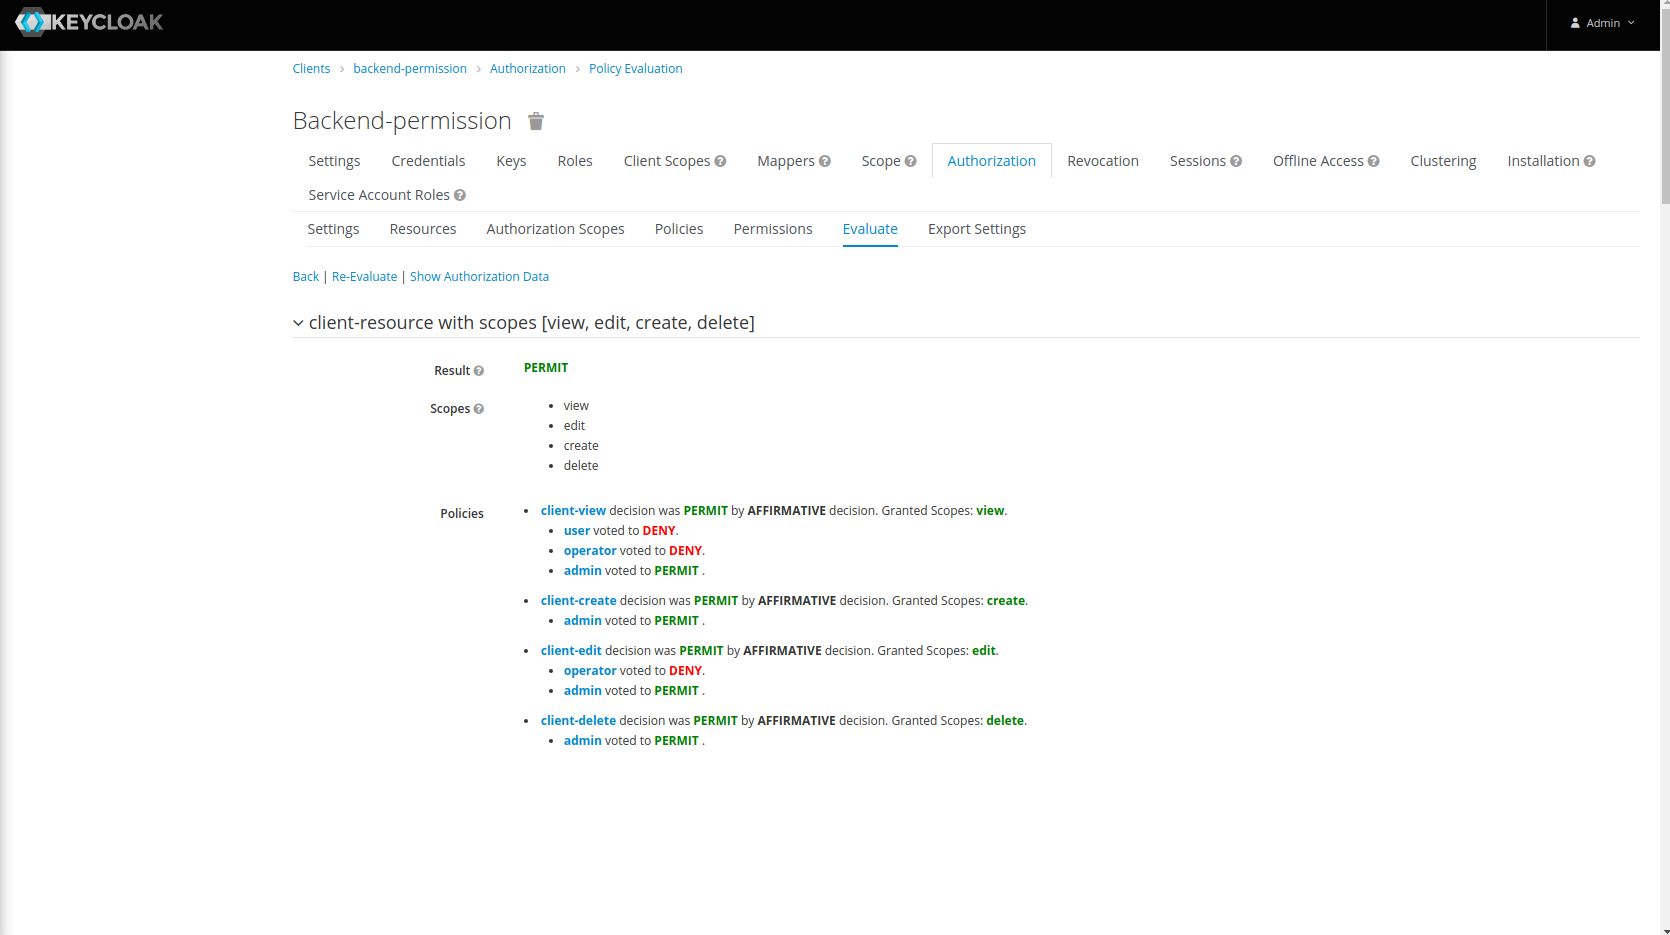 KEYCLOAK
Admin
Clients > backend-permission > Authorization > Policy Evaluation
Backend-permission
Settings Credentials Keys Roles Client Scopes Mappers Scope Authorization Revocation Sessions Offline Access Clustering Installation
Service Account Roles
Settings Resources Authorization Scopes Policies Permissions Evaluate Export Settings
Back | Re-Evaluate | Show Authorization Data
client-resource with scopes [view, edit, create, delete]
Result PERMIT
Scopes
• view
• edit
• create
• delete
Policies
• client-view decision was PERMIT by AFFIRMATIVE decision. Granted Scopes: view.
• user voted to DENY.
• operator voted to DENY.
• admin voted to PERMIT .
• client-create decision was PERMIT by AFFIRMATIVE decision. Granted Scopes: create.
• admin voted to PERMIT .
• client-edit decision was PERMIT by AFFIRMATIVE decision. Granted Scopes: edit.
• operator voted to DENY.
• admin voted to PERMIT .
• client-delete decision was PERMIT by AFFIRMATIVE decision. Granted Scopes: delete.
• admin voted to PERMIT .